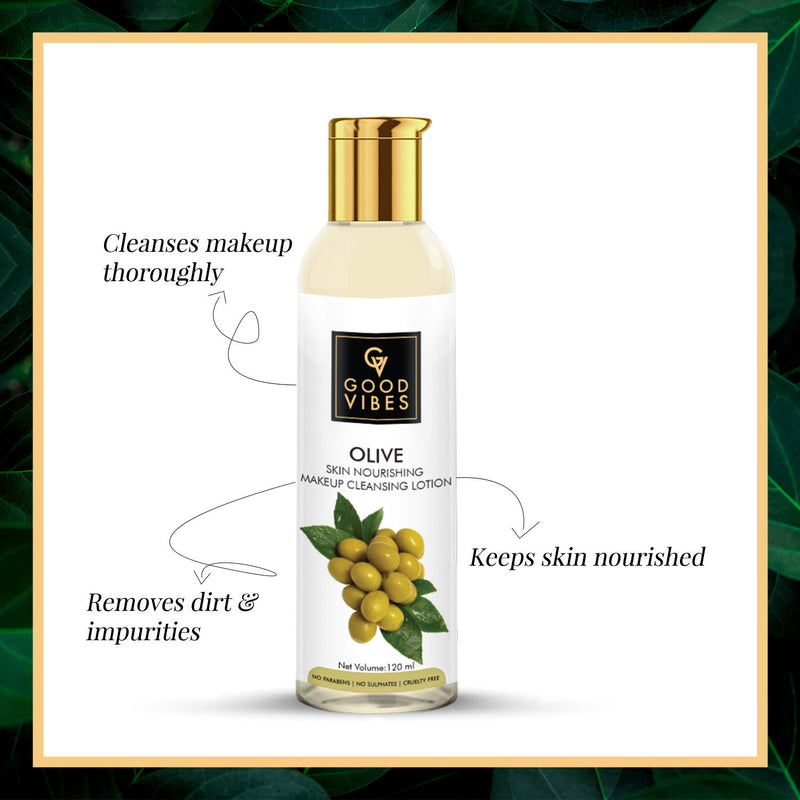 Cleanses makeup
thoroughly
GV
GOOD
VIBES
OLIVE
SKIN NOURISHING
MAKEUP CLEANSING LOTION
Keeps skin nourished
Removes dirt &
impurities
Net Volume:120 ml
NO PARABENS | NO SULPHATES | CRUELTY FREE